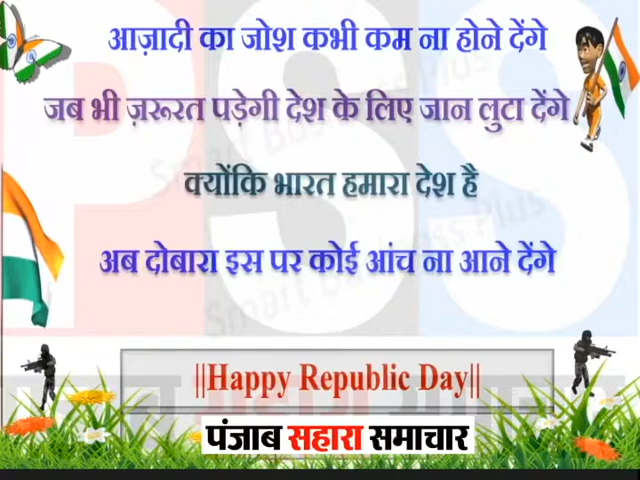 आज़ादी का जोश कभी कम ना होने देंगे
जब भी ज़रूरत पड़ेगी देश के लिए जान लुटा देंगे
क्योंकि भारत हमारा देश है
अब दोबारा इस पर कोई आंच ना आने देंगे
||Happy Republic Day||
पंजाब सहारा समाचार